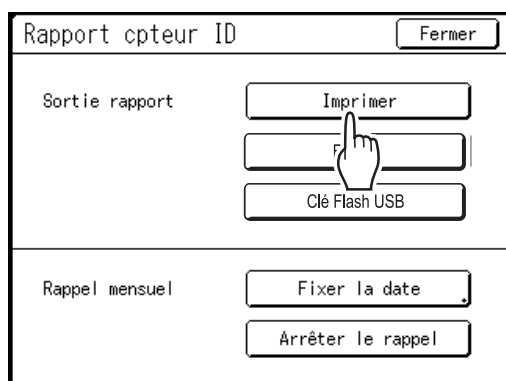 Rapport cpteur ID
Fermer
Sortie rapport
Imprimer
Clé Flash USB
Rappel mensuel
Fixer la date
Arrêter le rappel